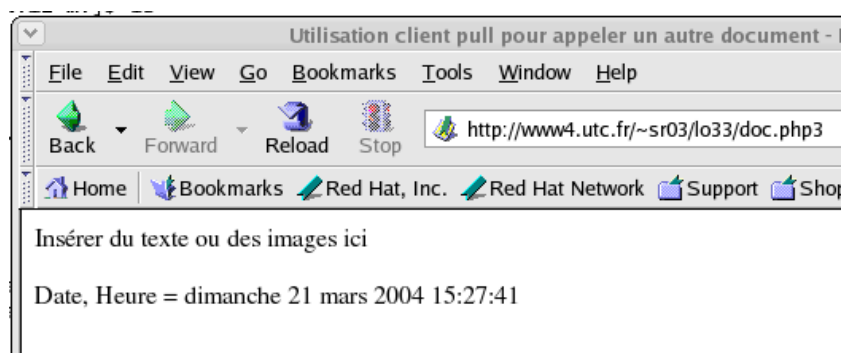 Utilisation client pull pour appeler un autre document -
File Edit View Go Bookmarks Tools Window Help
Back Forward Reload Stop http://www4.utc.fr/~sr03/lo33/doc.php3
Home Bookmarks Red Hat, Inc. Red Hat Network Support Shop
Insérer du texte ou des images ici
Date, Heure = dimanche 21 mars 2004 15:27:41